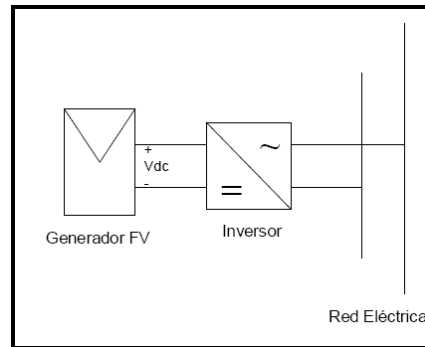 +
Vdc
-
~
=
Generador FV
Inversor
Red Eléctrica